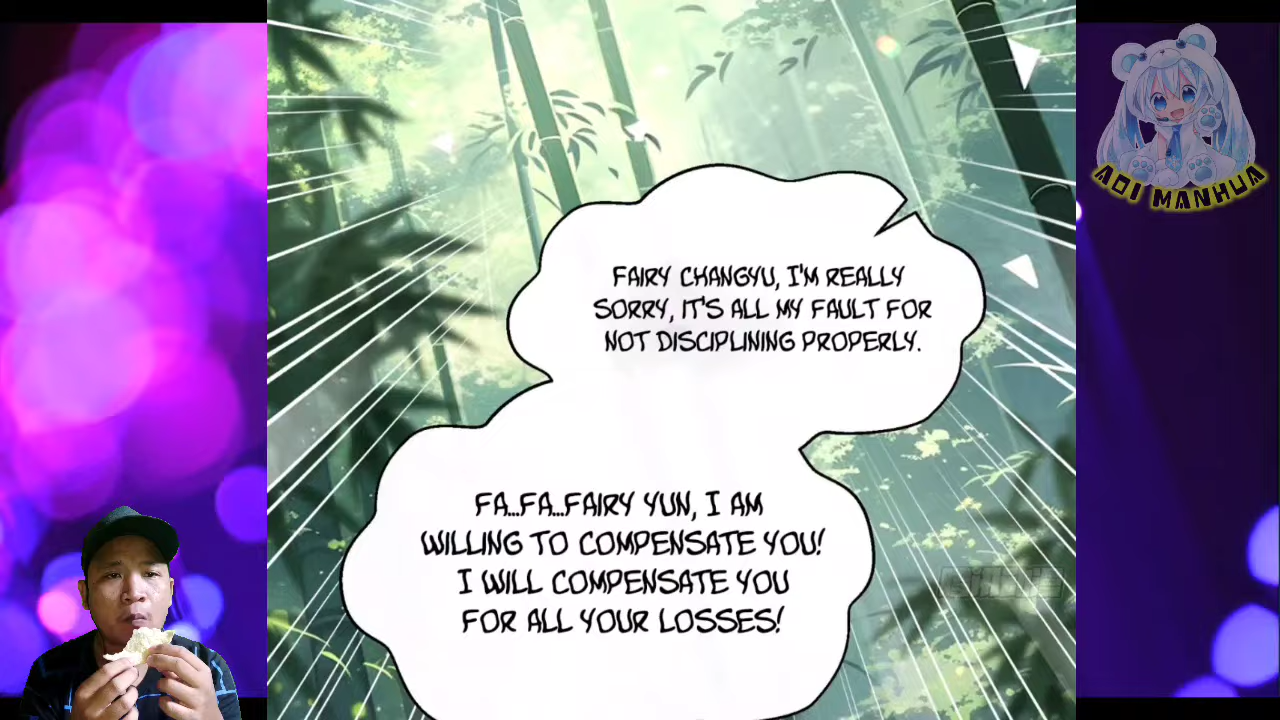 AOI MANHUA
FAIRY CHANGYU, I'M REALLY
SORRY, IT'S ALL MY FAULT FOR
NOT DISCIPLINING PROPERLY.
FA...FA...FAIRY YUN, I AM
WILLING TO COMPENSATE YOU!
I WILL COMPENSATE YOU
FOR ALL YOUR LOSSES!